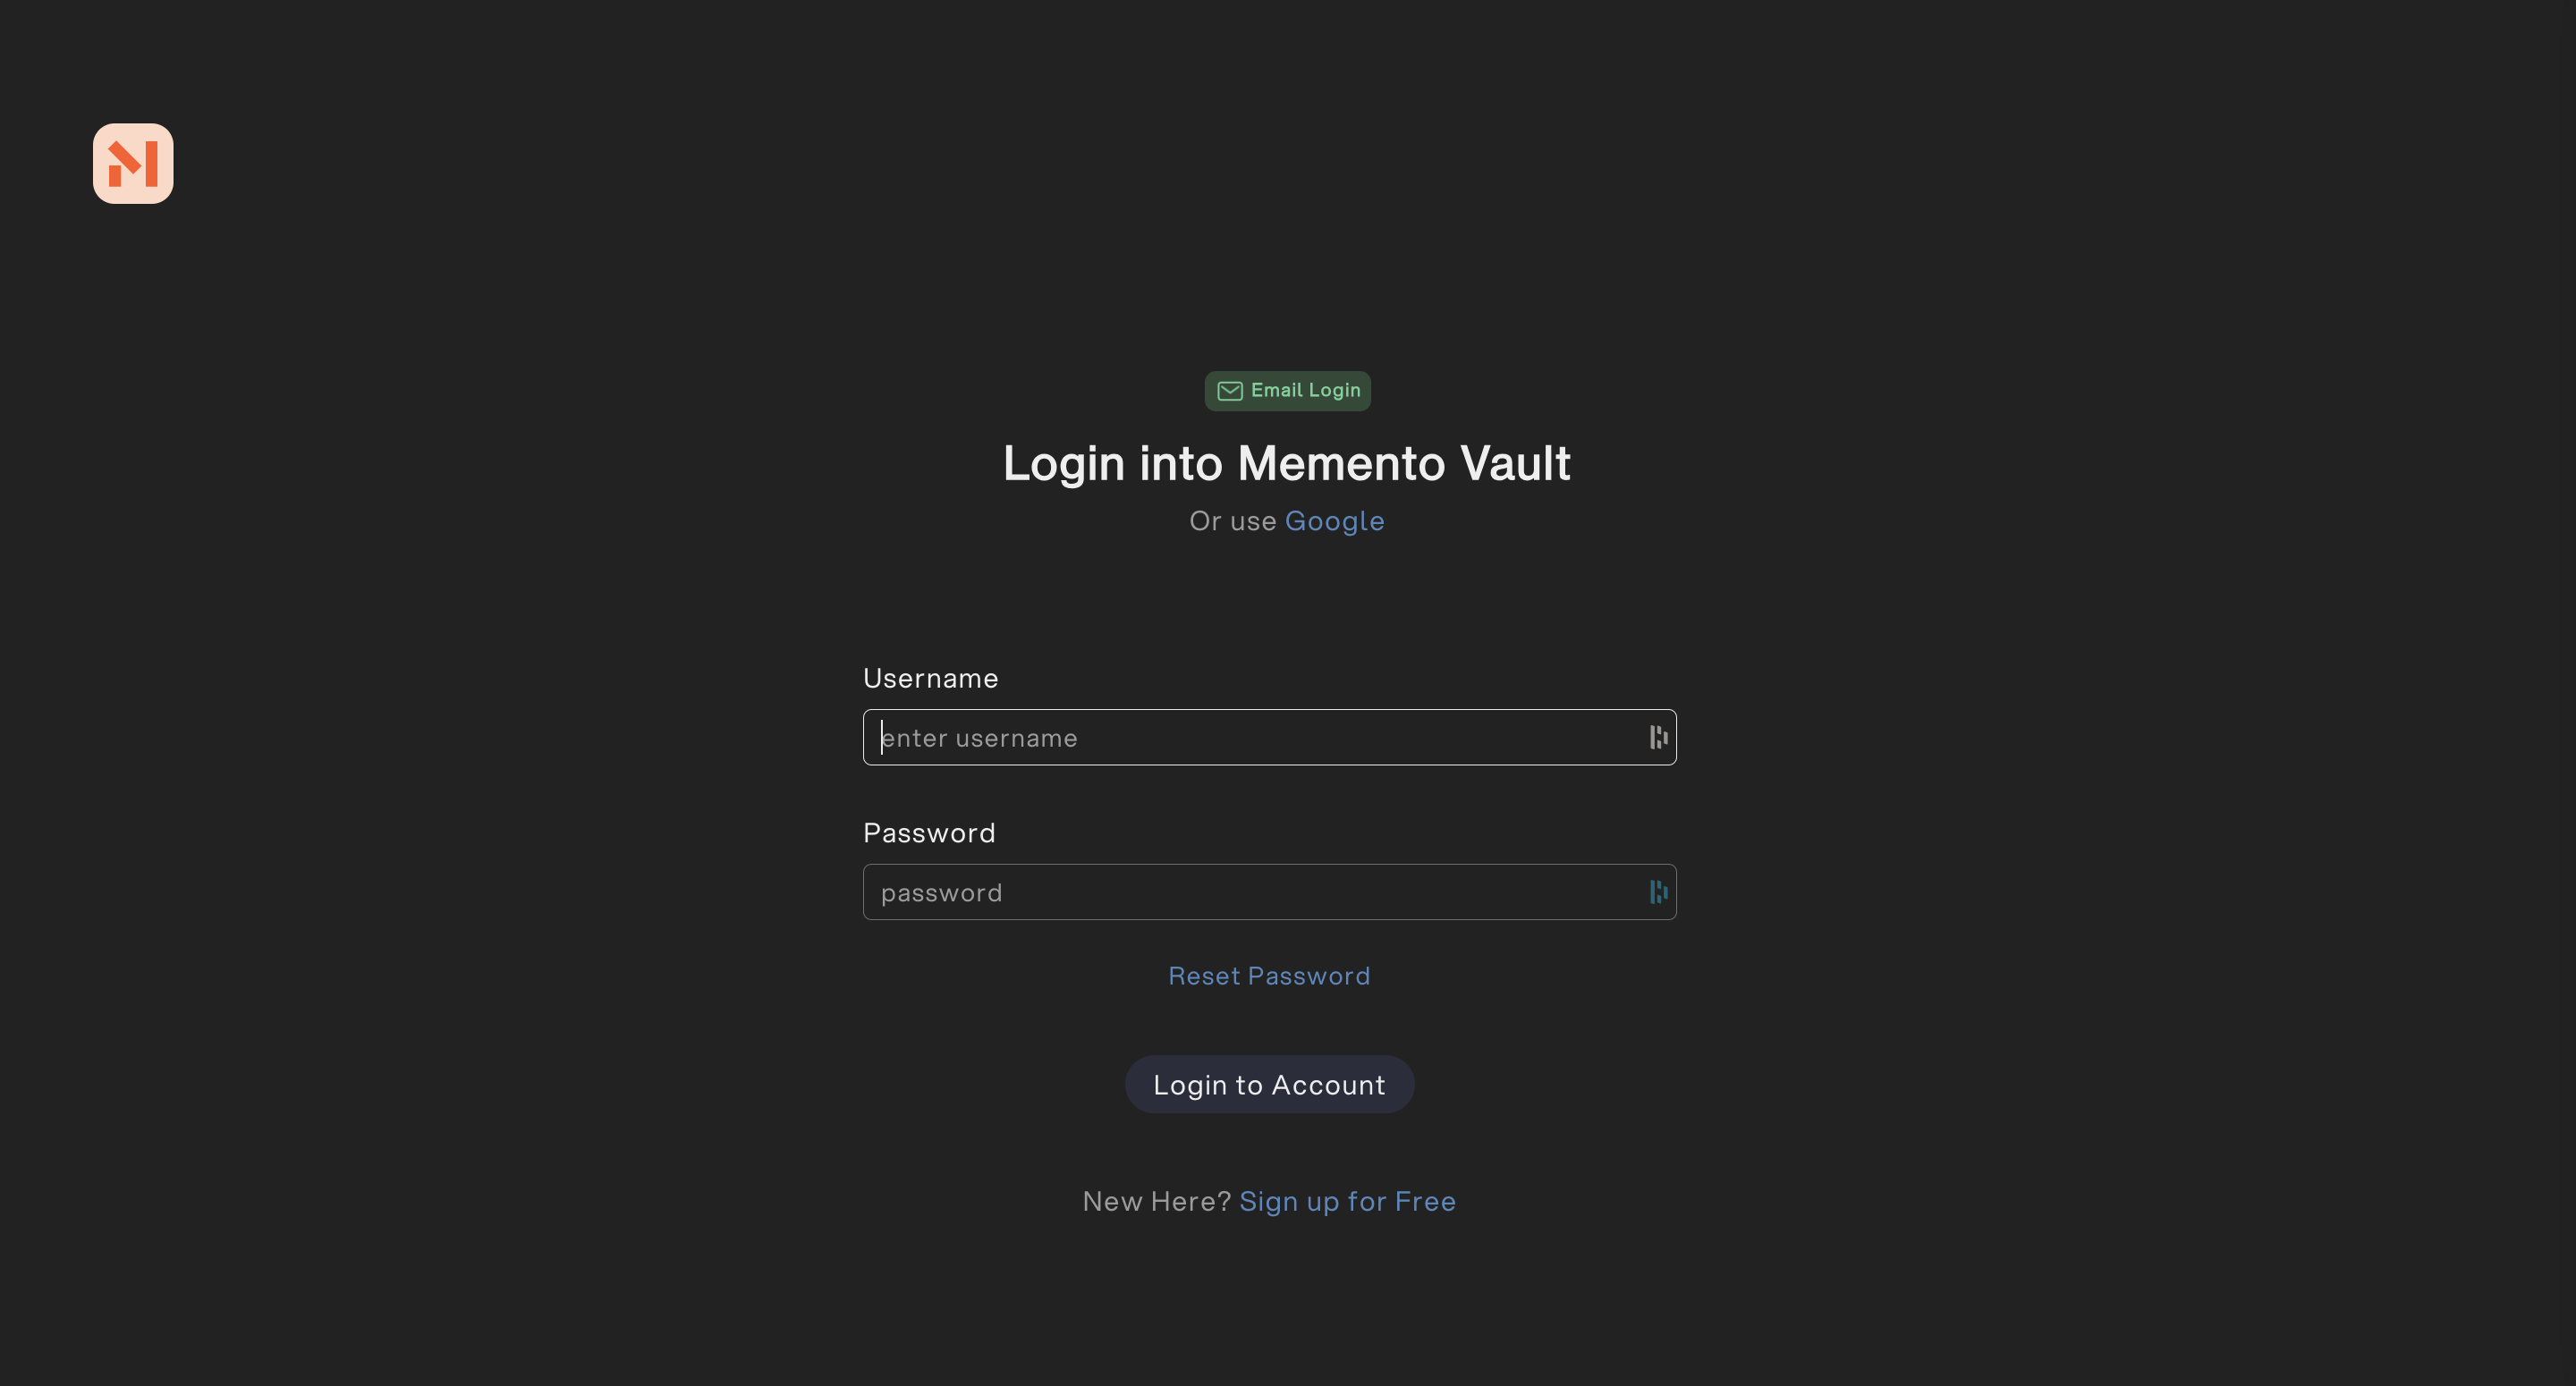 Email Login
Login into Memento Vault
Or use Google
Username
enter username
Password
password
Reset Password
Login to Account
New Here? Sign up for Free